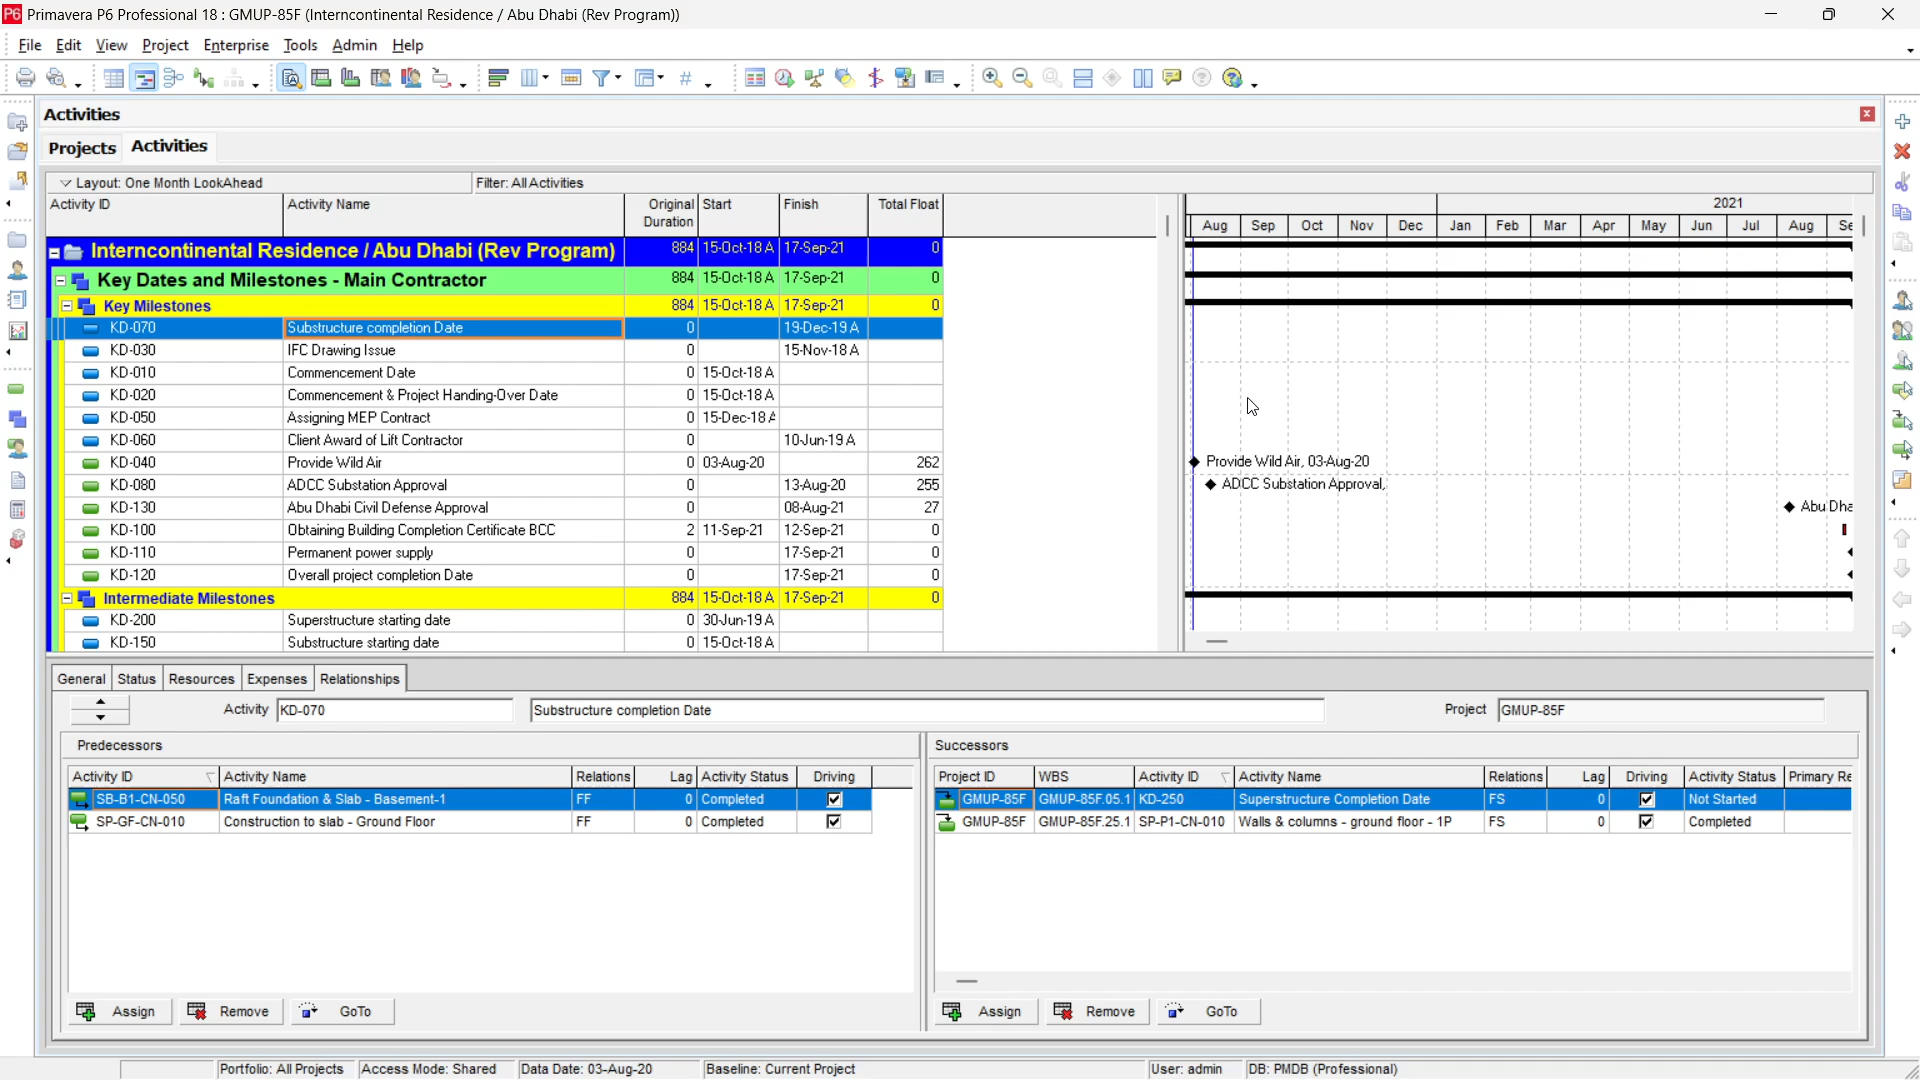 Primavera P6 Professional 18 : GMUP-85F (Interncontinental Residence / Abu Dhabi (Rev Program))
File Edit View Project Enterprise Tools Admin Help
Activities
Projects Activities
Layout: One Month LookAhead Filter: All Activities
Activity ID Activity Name Original Duration Start Finish Total Float
2021
Aug Sep Oct Nov Dec Jan Feb Mar Apr May Jun Jul Aug Se
Interncontinental Residence / Abu Dhabi (Rev Program) 884 15-Oct-18 A 17-Sep-21 0
Key Dates and Milestones - Main Contractor 884 15-Oct-18 A 17-Sep-21 0
Key Milestones 884 15-Oct-18 A 17-Sep-21 0
KD-070 Substructure completion Date 0 19-Dec-19 A
KD-030 IFC Drawing Issue 0 15-Nov-18 A
KD-010 Commencement Date 0 15-Oct-18 A
KD-020 Commencement & Project Handing-Over Date 0 15-Oct-18 A
KD-050 Assigning MEP Contract 0 15-Dec-18 A
KD-060 Client Award of Lift Contractor 0 10-Jun-19 A
KD-040 Provide Wild Air 0 03-Aug-20 262 Provide Wild Air, 03-Aug-20
KD-080 ADCC Substation Approval 0 13-Aug-20 255 ADCC Substation Approval,
KD-130 Abu Dhabi Civil Defense Approval 0 08-Aug-21 27 Abu Dha
KD-100 Obtaining Building Completion Certificate BCC 2 11-Sep-21 12-Sep-21 0
KD-110 Permanent power supply 0 17-Sep-21 0
KD-120 Overall project completion Date 0 17-Sep-21 0
Intermediate Milestones 884 15-Oct-18 A 17-Sep-21 0
KD-200 Superstructure starting date 0 30-Jun-19 A
KD-150 Substructure starting date 0 15-Oct-18 A
General Status Resources Expenses Relationships
Activity KD-070 Substructure completion Date Project GMUP-85F
Predecessors
Activity ID Activity Name Relations Lag Activity Status Driving
SB-B1-CN-050 Raft Foundation & Slab - Basement-1 FF 0 Completed
SP-GF-CN-010 Construction to slab - Ground Floor FF 0 Completed
Assign Remove GoTo
Successors
Project ID WBS Activity ID Activity Name Relations Lag Driving Activity Status Primary Re
GMUP-85F GMUP-85F.05.1 KD-250 Superstructure Completion Date FS 0 Not Started
GMUP-85F GMUP-85F.25.1 SP-P1-CN-010 Walls & columns - ground floor - 1P FS 0 Completed
Assign Remove GoTo
Portfolio: All Projects Access Mode: Shared Data Date: 03-Aug-20 Baseline: Current Project User: admin DB: PMDB (Professional)